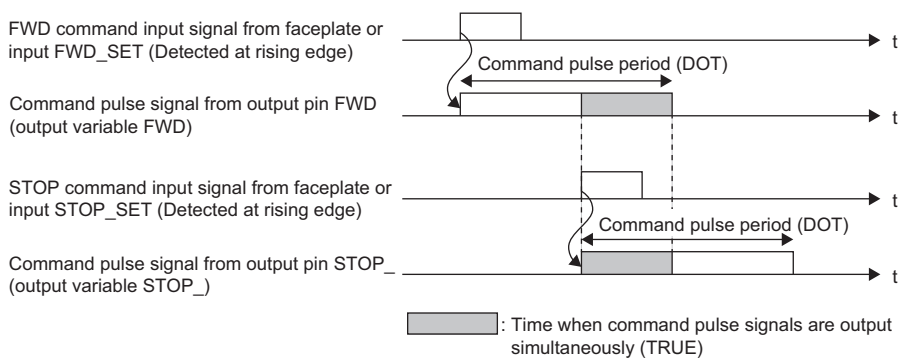 FWD command input signal from faceplate or
input FWD_SET (Detected at rising edge)
t
Command pulse period (DOT)
Command pulse signal from output pin FWD
(output variable FWD)
t
STOP command input signal from faceplate or
input STOP_SET (Detected at rising edge)
t
Command pulse period (DOT)
Command pulse signal from output pin STOP_
(output variable STOP_)
t
: Time when command pulse signals are output
simultaneously (TRUE)